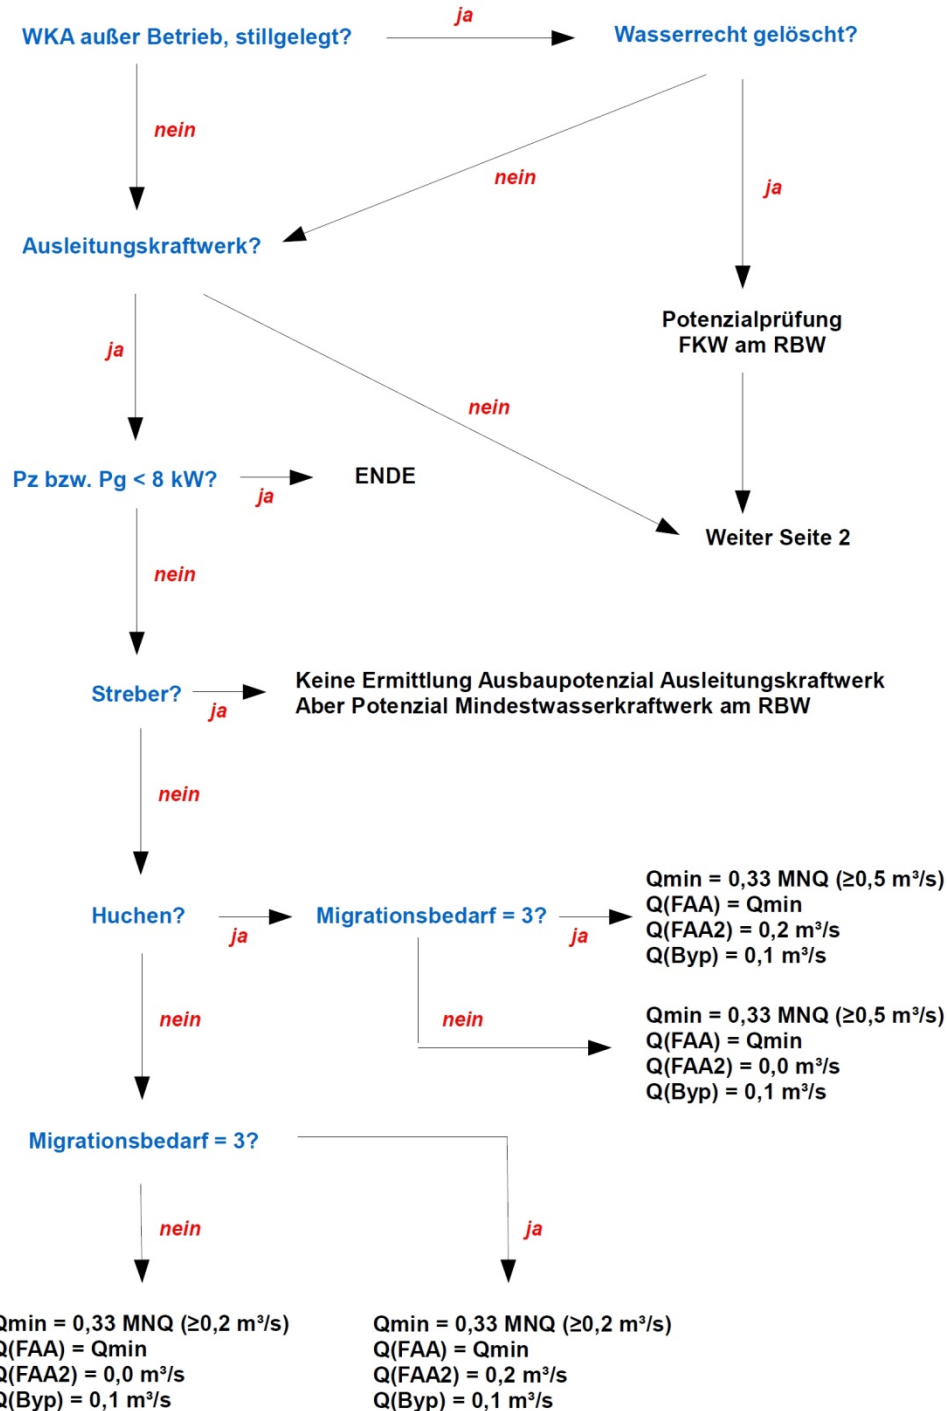 WKA außer Betrieb, stillgelegt?
ja
Wasserrecht gelöscht?
nein
nein
ja
Ausleitungskraftwerk?
Potenzialprüfung
FKW am RBW
ja
nein
Pz bzw. Pg < 8 kW?
ja
ENDE
Weiter Seite 2
nein
Streber?
ja
Keine Ermittlung Ausbaupotenzial Ausleitungskraftwerk
Aber Potenzial Mindestwasserkraftwerk am RBW
nein
Huchen?
ja
Migrationsbedarf = 3?
ja
Qmin = 0,33 MNQ (≥0,5 m³/s)
Q(FAA) = Qmin
Q(FAA2) = 0,2 m³/s
Q(Byp) = 0,1 m³/s
nein
nein
Qmin = 0,33 MNQ (≥0,5 m³/s)
Q(FAA) = Qmin
Q(FAA2) = 0,0 m³/s
Q(Byp) = 0,1 m³/s
Migrationsbedarf = 3?
nein
ja
Qmin = 0,33 MNQ (≥0,2 m³/s)
Q(FAA) = Qmin
Q(FAA2) = 0,0 m³/s
Q(Byp) = 0,1 m³/s
Qmin = 0,33 MNQ (≥0,2 m³/s)
Q(FAA) = Qmin
Q(FAA2) = 0,2 m³/s
Q(Byp) = 0,1 m³/s